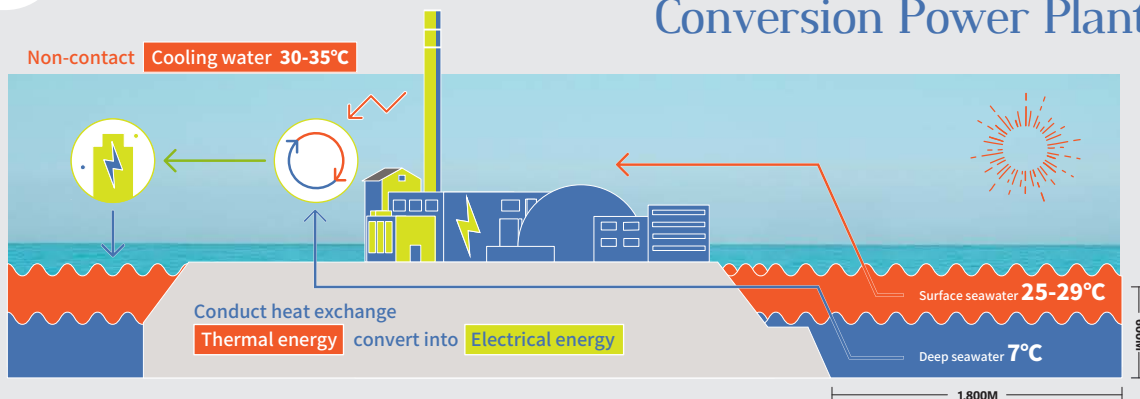 Conversion Power Plant
Non-contact Cooling water 30-35°C
Surface seawater 25-29°C
Conduct heat exchange
Thermal energy convert into Electrical energy
Deep seawater 7°C
1,800M